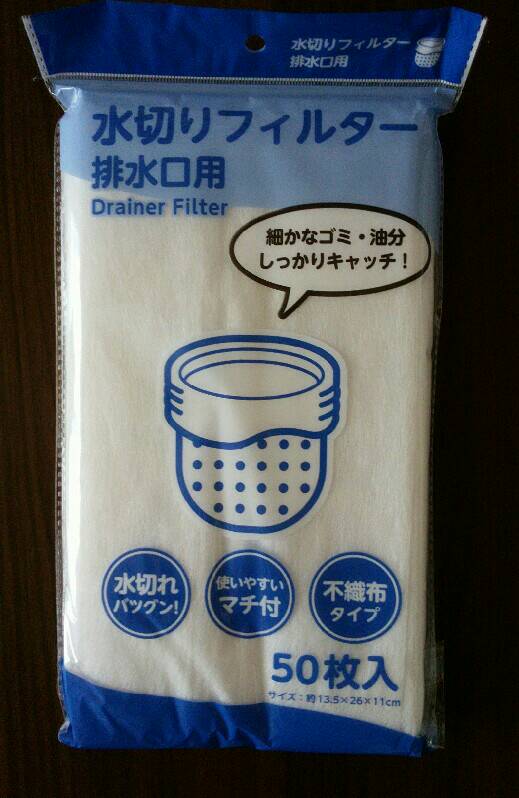 水切りフィルター
排水口用
水切りフィルター
排水口用
Drainer Filter
細かなゴミ・油分
しっかりキャッチ！
水切れ
バツグン!
使いやすい
マチ付
不織布
タイプ
50枚入
サイズ：約13.5×26×11cm